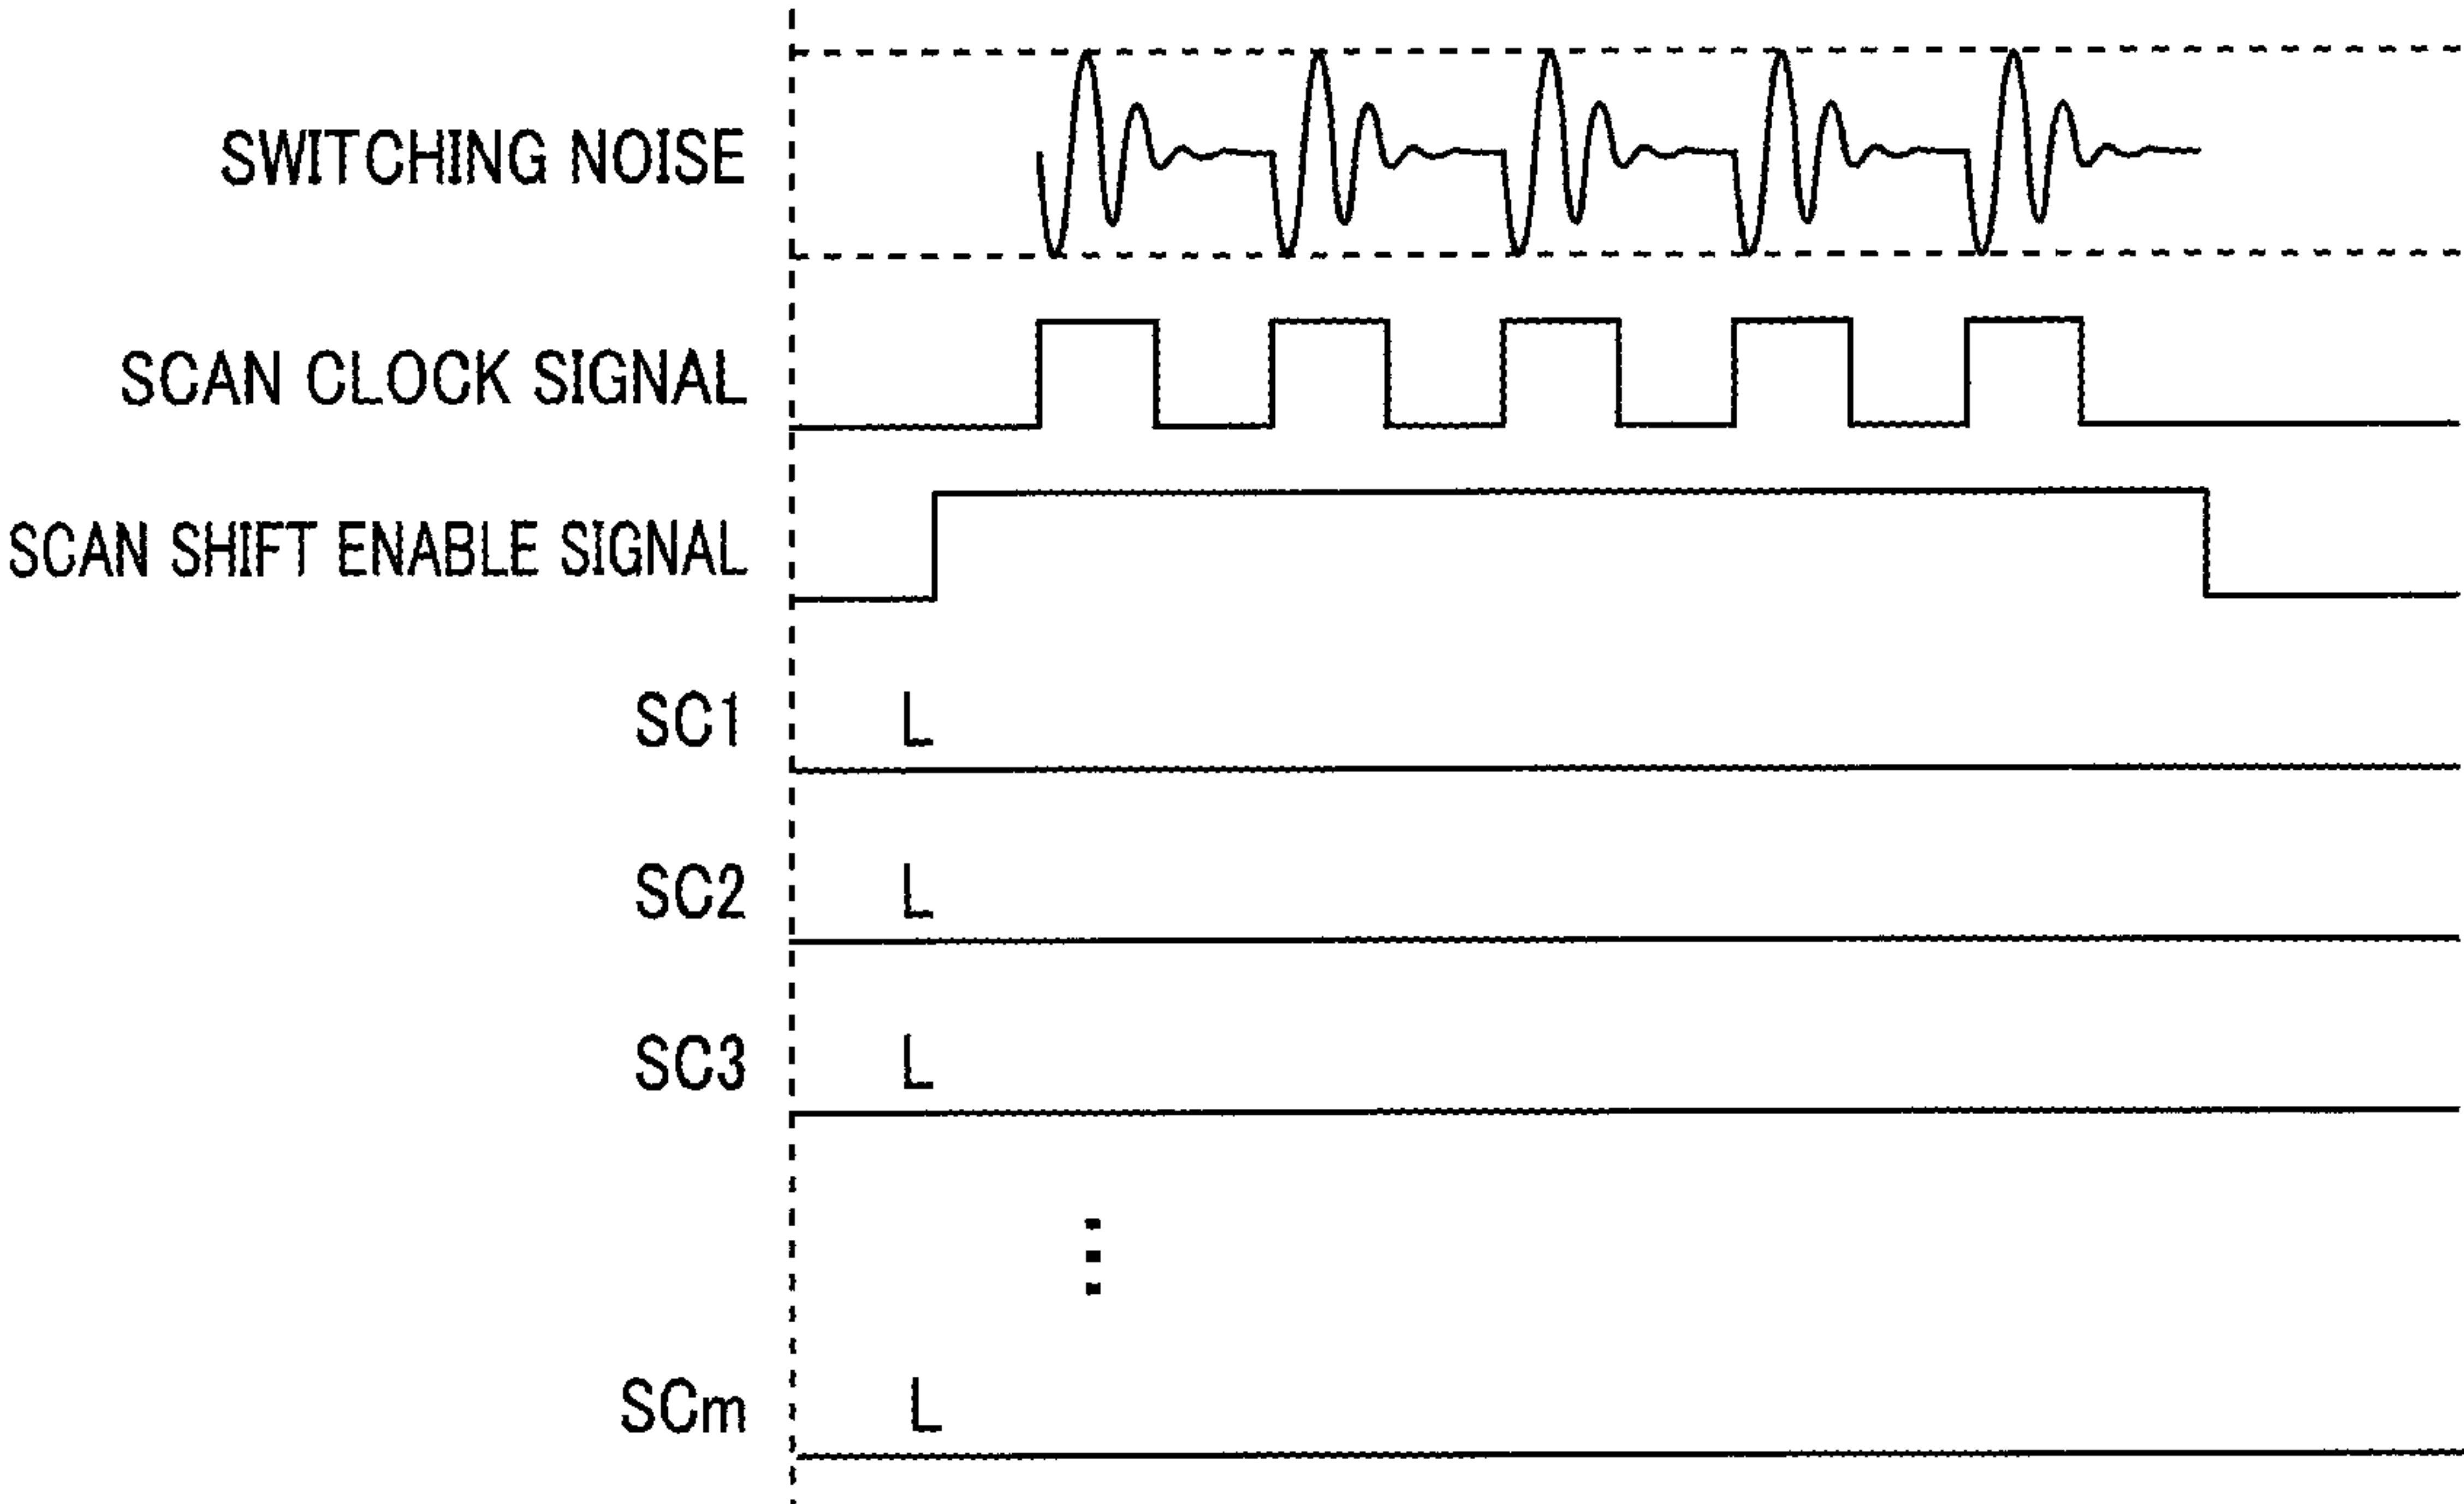 SWITCHING NOISE
SCAN CLOCK SIGNAL
SCAN SHIFT ENABLE SIGNAL
SC1 L
SC2 L
SC3 L
SCm L